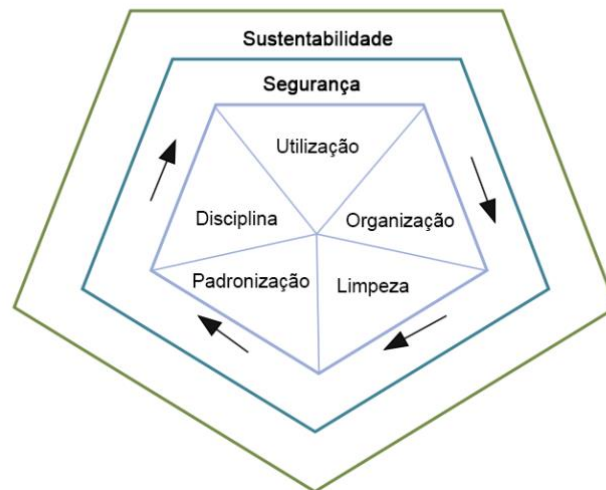 Sustentabilidade
Segurança
Utilização
Disciplina
Organização
Padronização
Limpeza